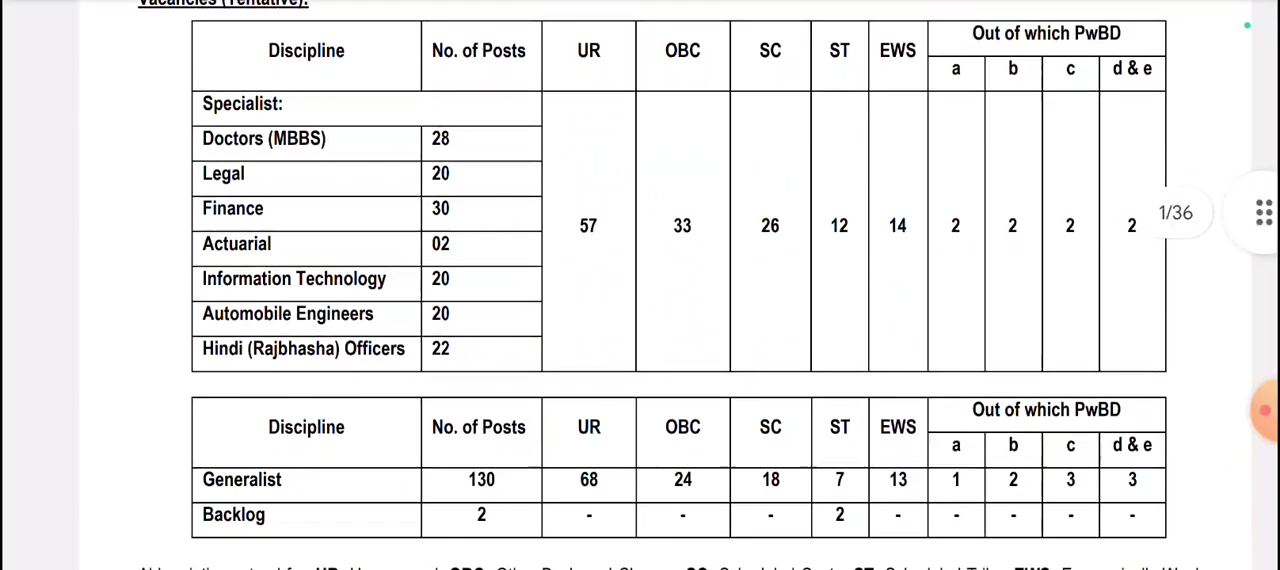 Vacancies (Tentative):
Discipline No. of Posts UR OBC SC ST EWS Out of which PwBD
a b c d & e
Specialist:
Doctors (MBBS) 28
Legal 20
Finance 30
57 33 26 12 14 2 2 2 2
1/36
Actuarial 02
Information Technology 20
Automobile Engineers 20
Hindi (Rajbhasha) Officers 22
Discipline No. of Posts UR OBC SC ST EWS Out of which PwBD
a b c d & e
Generalist 130 68 24 18 7 13 1 2 3 3
Backlog 2 - - - 2 - - - - -